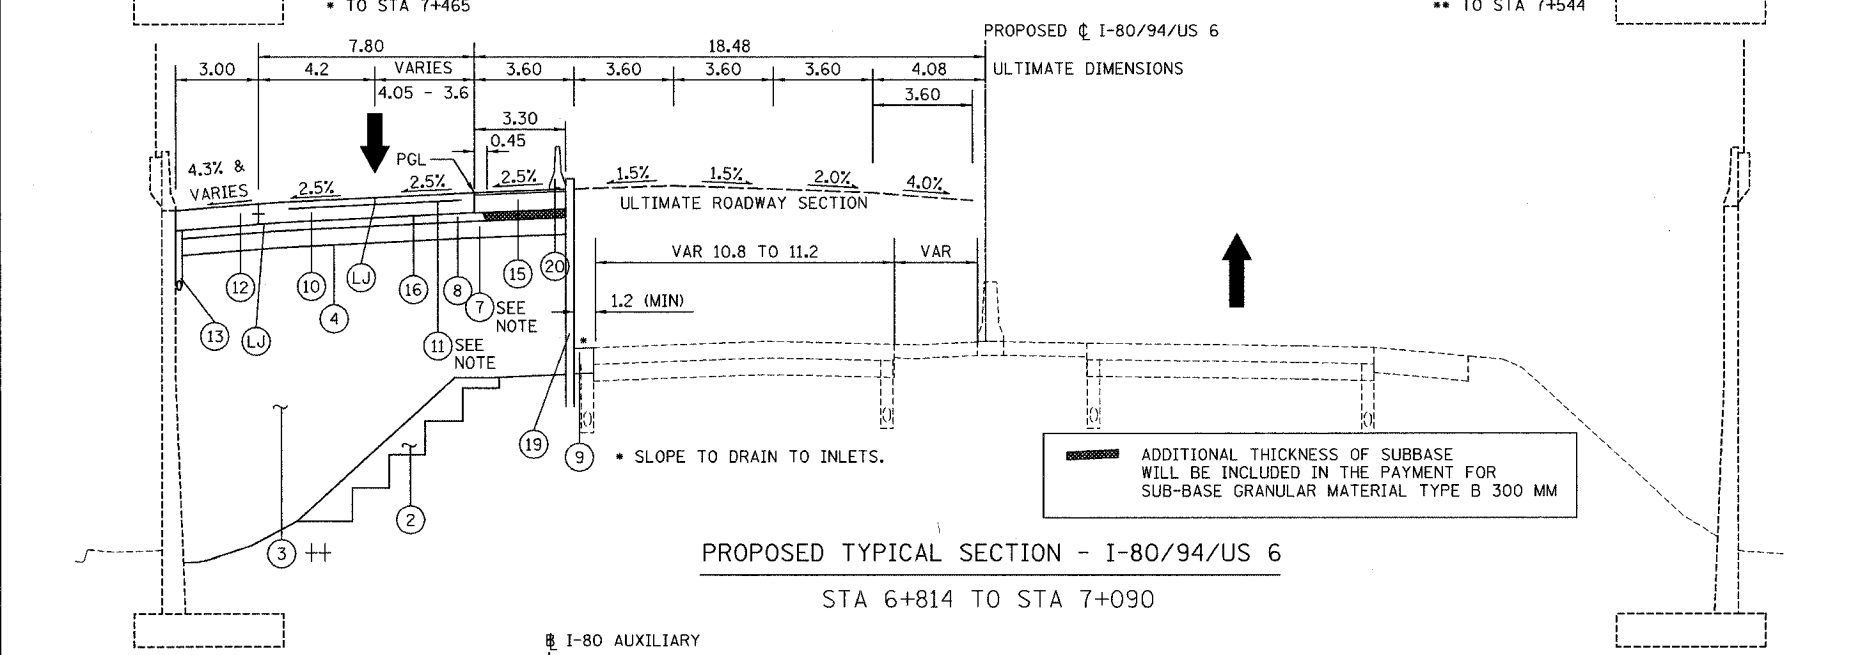 * TO STA 7+465
** TO STA 7+544
PROPOSED ℄ I-80/94/US 6
7.80
18.48
3.00
4.2
VARIES
3.60
3.60
3.60
3.60
4.08
ULTIMATE DIMENSIONS
4.05 - 3.6
3.60
3.30
0.45
PGL
4.3% &
VARIES
2.5%
2.5%
2.5%
1.5%
1.5%
2.0%
4.0%
ULTIMATE ROADWAY SECTION
VAR 10.8 TO 11.2
VAR
1.2 (MIN)
12
10
LJ
16
8
15
20
7
SEE
NOTE
4
13
LJ
11
SEE
NOTE
*
19
9
* SLOPE TO DRAIN TO INLETS.
2
3
++
ADDITIONAL THICKNESS OF SUBBASE
WILL BE INCLUDED IN THE PAYMENT FOR
SUB-BASE GRANULAR MATERIAL TYPE B 300 MM
PROPOSED TYPICAL SECTION - I-80/94/US 6
STA 6+814 TO STA 7+090
I-80 AUXILIARY